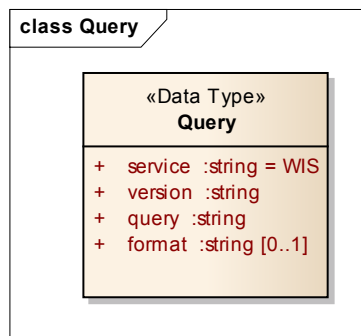 class Query
«Data Type»
Query
+ service :string = WIS
+ version :string
+ query :string
+ format :string [0..1]